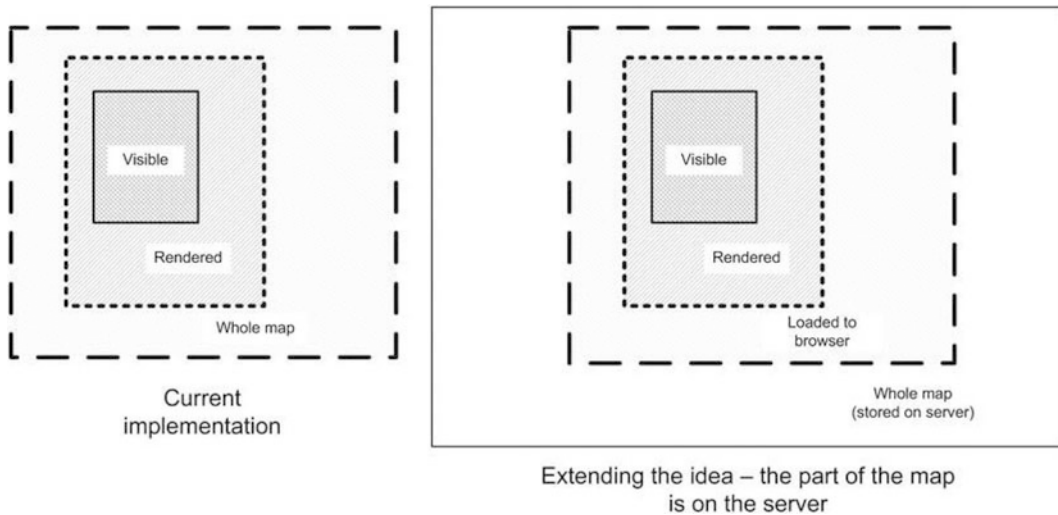 Visible
Rendered
Whole map
Current
implementation
Visible
Rendered
Loaded to
browser
Whole map
(stored on server)
Extending the idea – the part of the map
is on the server